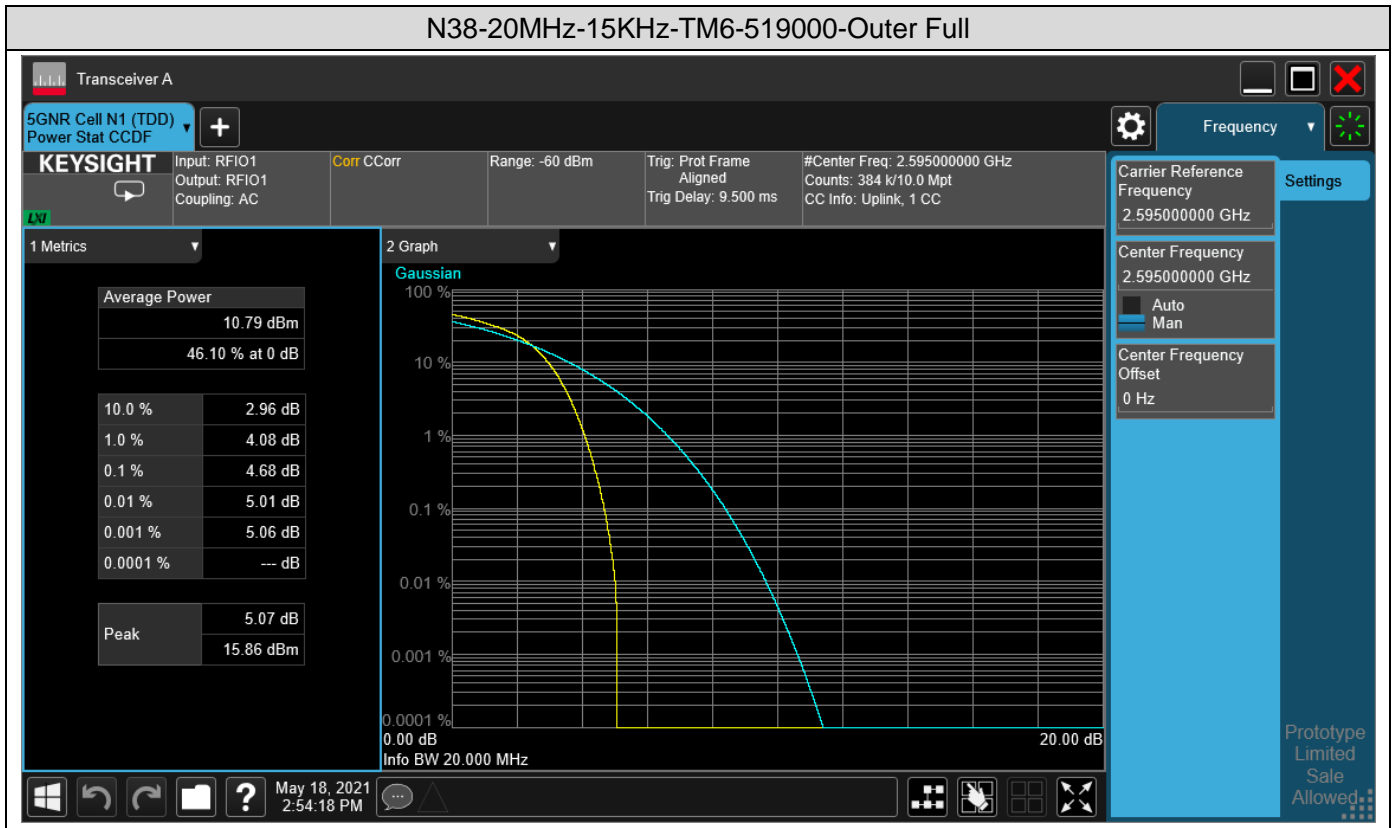 N38-20MHz-15KHz-TM6-519000-Outer Full
Transceiver A
5GNR Cell N1 (TDD)
Power Stat CCDF
Frequency
KEYSIGHT
LXI
Input: RFIO1
Output: RFIO1
Coupling: AC
Corr CCorr
Range: -60 dBm
Trig: Prot Frame
Aligned
Trig Delay: 9.500 ms
#Center Freq: 2.595000000 GHz
Counts: 384 k/10.0 Mpt
CC Info: Uplink, 1 CC
1 Metrics
Average Power
10.79 dBm
46.10 % at 0 dB
10.0 % 2.96 dB
1.0 % 4.08 dB
0.1 % 4.68 dB
0.01 % 5.01 dB
0.001 % 5.06 dB
0.0001 % --- dB
Peak
5.07 dB
15.86 dBm
2 Graph
Gaussian
100 %
10 %
1 %
0.1 %
0.01 %
0.001 %
0.0001 %
0.00 dB 20.00 dB
Info BW 20.000 MHz
Carrier Reference
Frequency
2.595000000 GHz
Center Frequency
2.595000000 GHz
Auto
Man
Center Frequency
Offset
0 Hz
Settings
Prototype
Limited
Sale
Allowed
?
May 18, 2021
2:54:18 PM